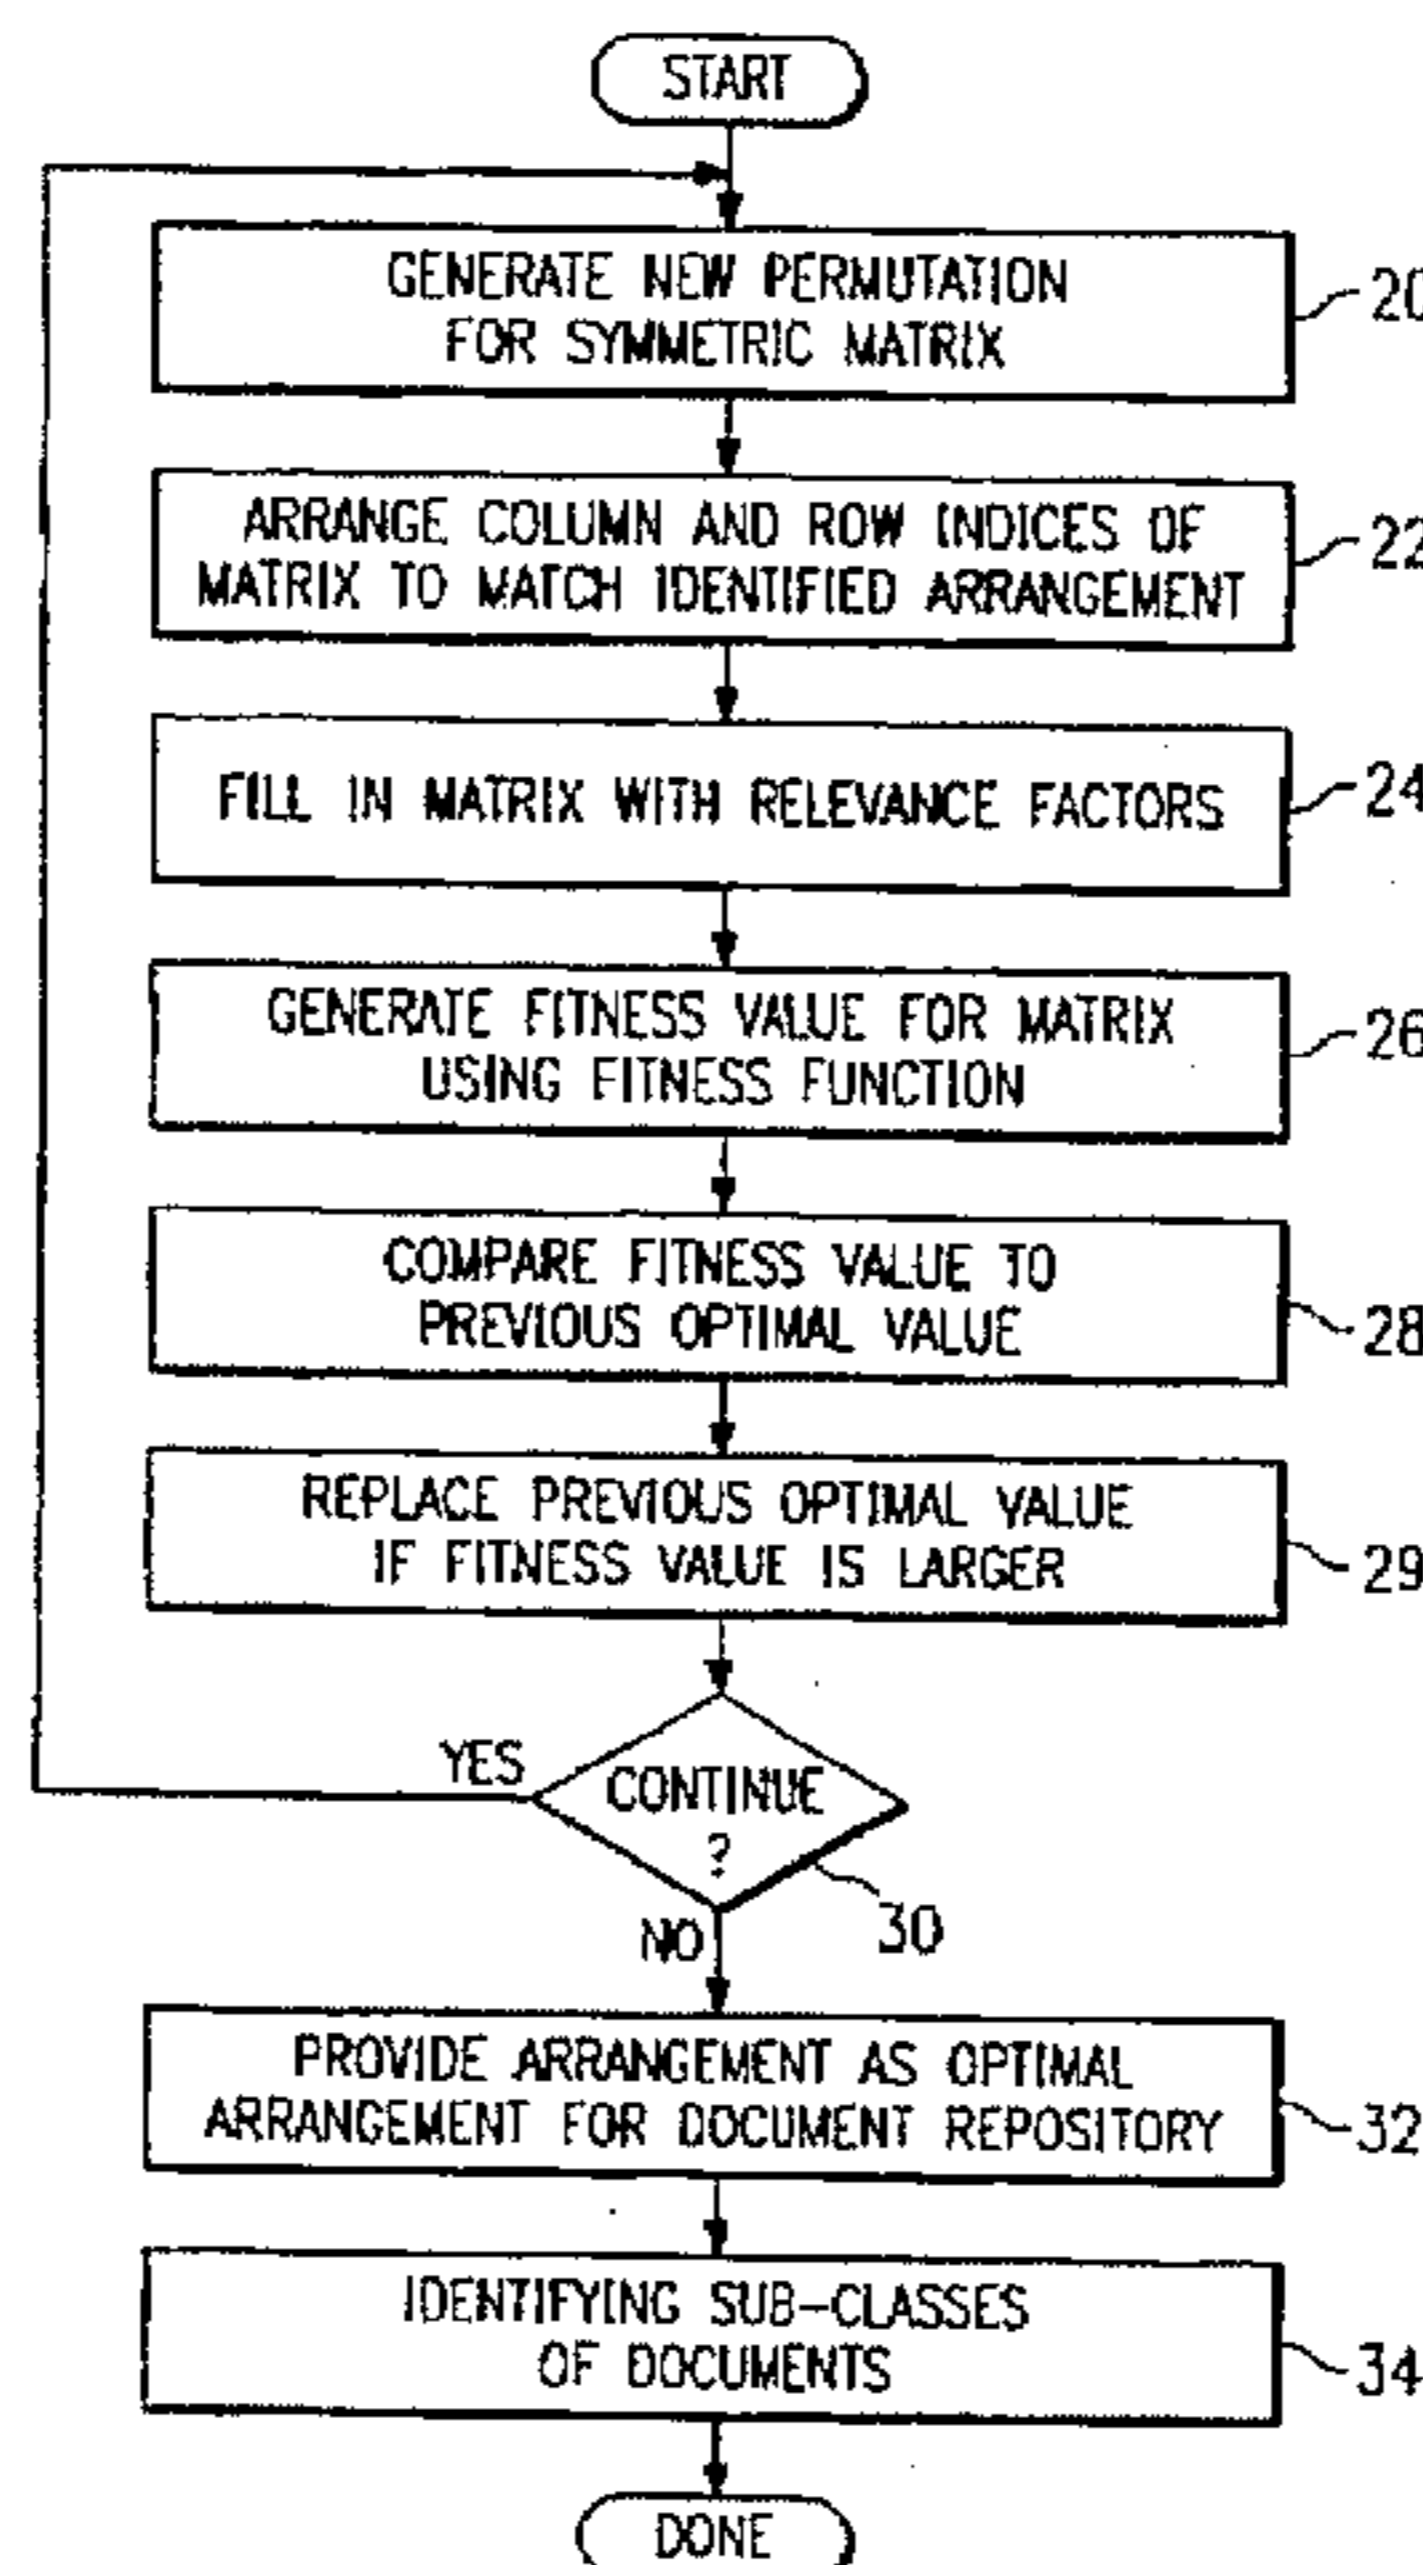 START
GENERATE NEW PERMUTATION
FOR SYMMETRIC MATRIX
20
ARRANGE COLUMN AND ROW INDICES OF
MATRIX TO MATCH IDENTIFIED ARRANGEMENT
22
FILL IN MATRIX WITH RELEVANCE FACTORS
24
GENERATE FITNESS VALUE FOR MATRIX
USING FITNESS FUNCTION
26
COMPARE FITNESS VALUE TO
PREVIOUS OPTIMAL VALUE
28
REPLACE PREVIOUS OPTIMAL VALUE
IF FITNESS VALUE IS LARGER
29
YES
CONTINUE
?
30
NO
PROVIDE ARRANGEMENT AS OPTIMAL
ARRANGEMENT FOR DOCUMENT REPOSITORY
32
IDENTIFYING SUB-CLASSES
OF DOCUMENTS
34
DONE